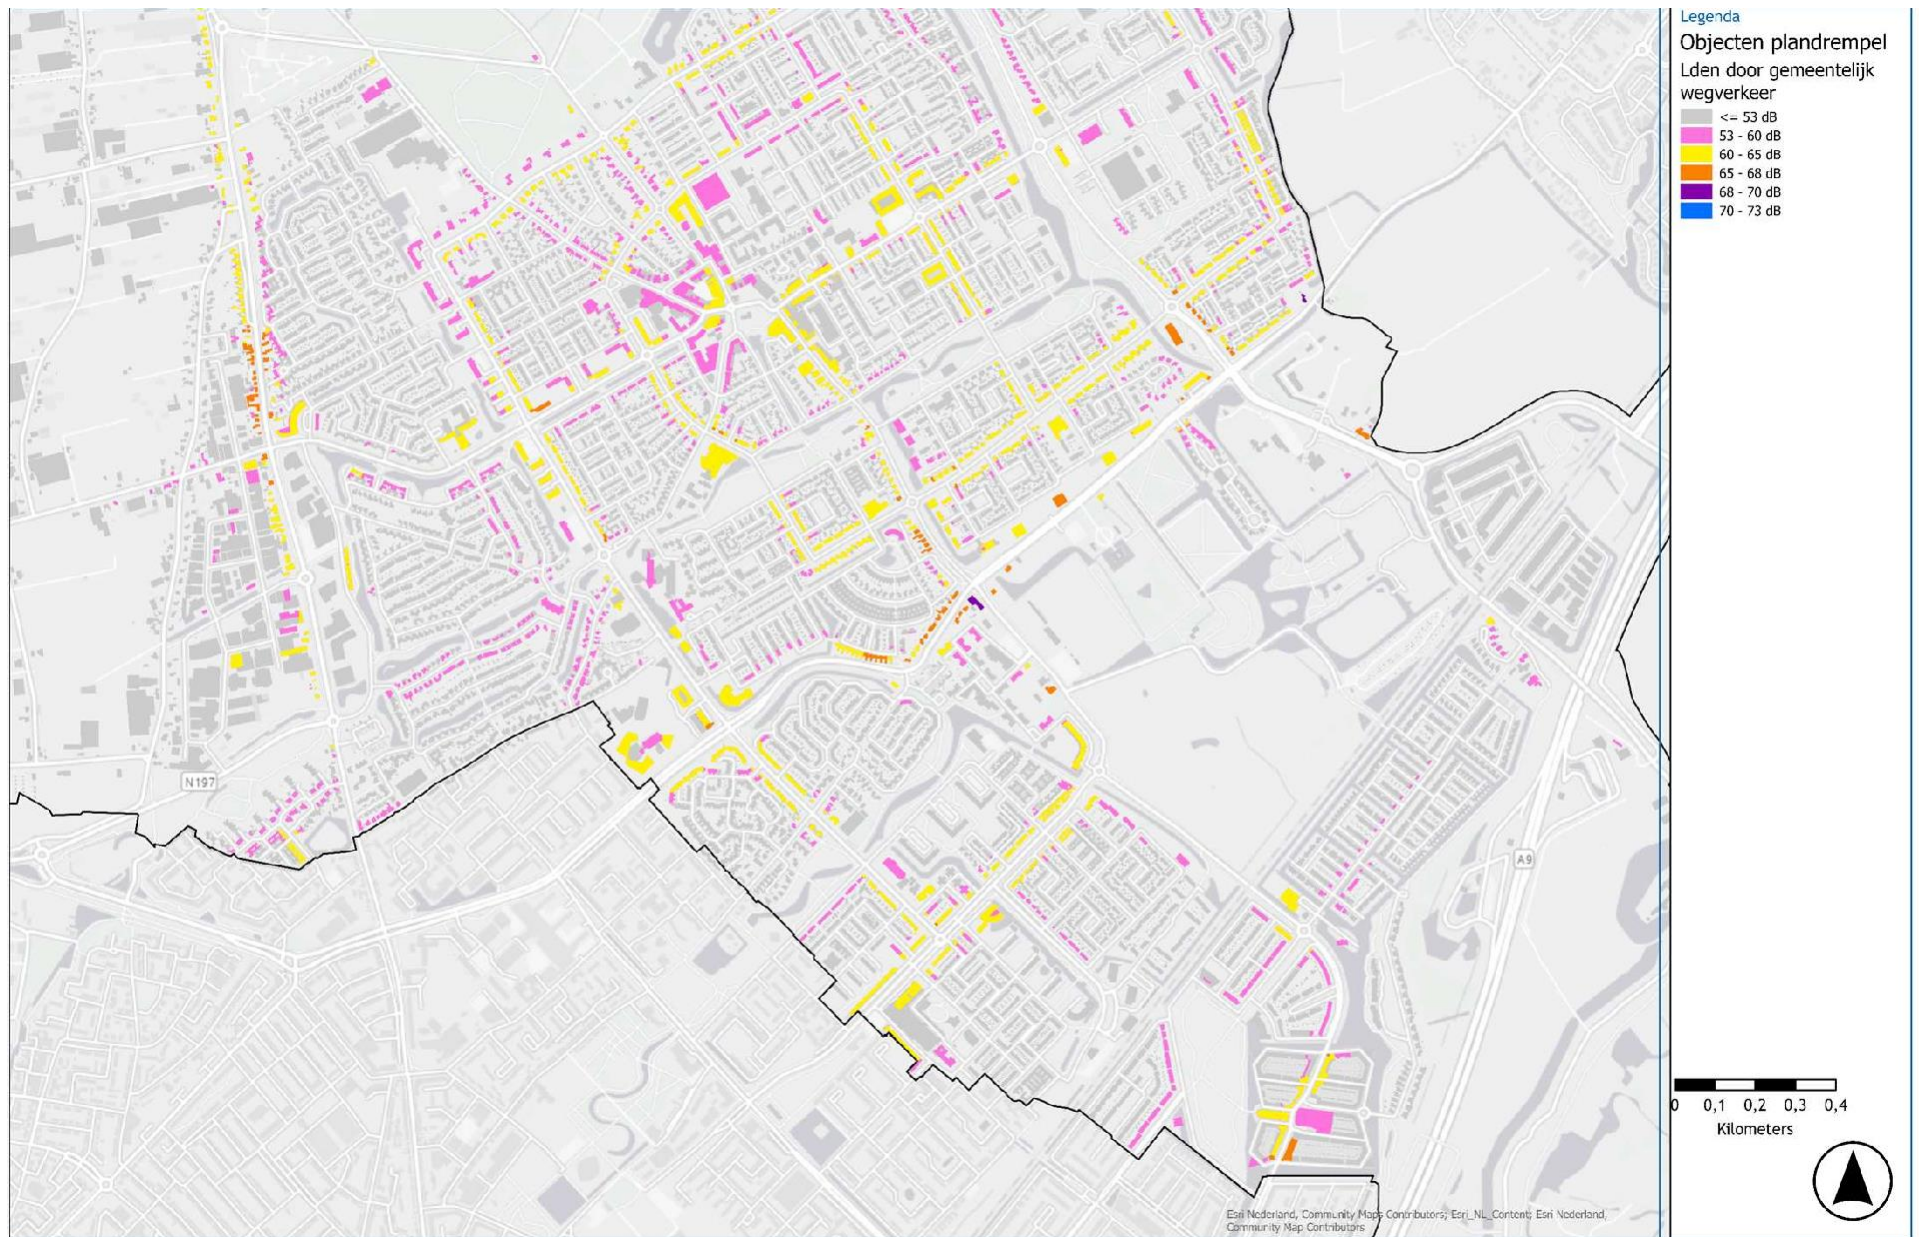 Legenda
Objecten plandrempel
Lden door gemeentelijk
wegverkeer
<= 53 dB
53 - 60 dB
60 - 65 dB
65 - 68 dB
68 - 70 dB
70 - 73 dB
N197
A9
0 0,1 0,2 0,3 0,4
Kilometers
Esri Nederland, Community Maps Contributors; Esri_NL_Content; Esri Nederland,
Community Map Contributors